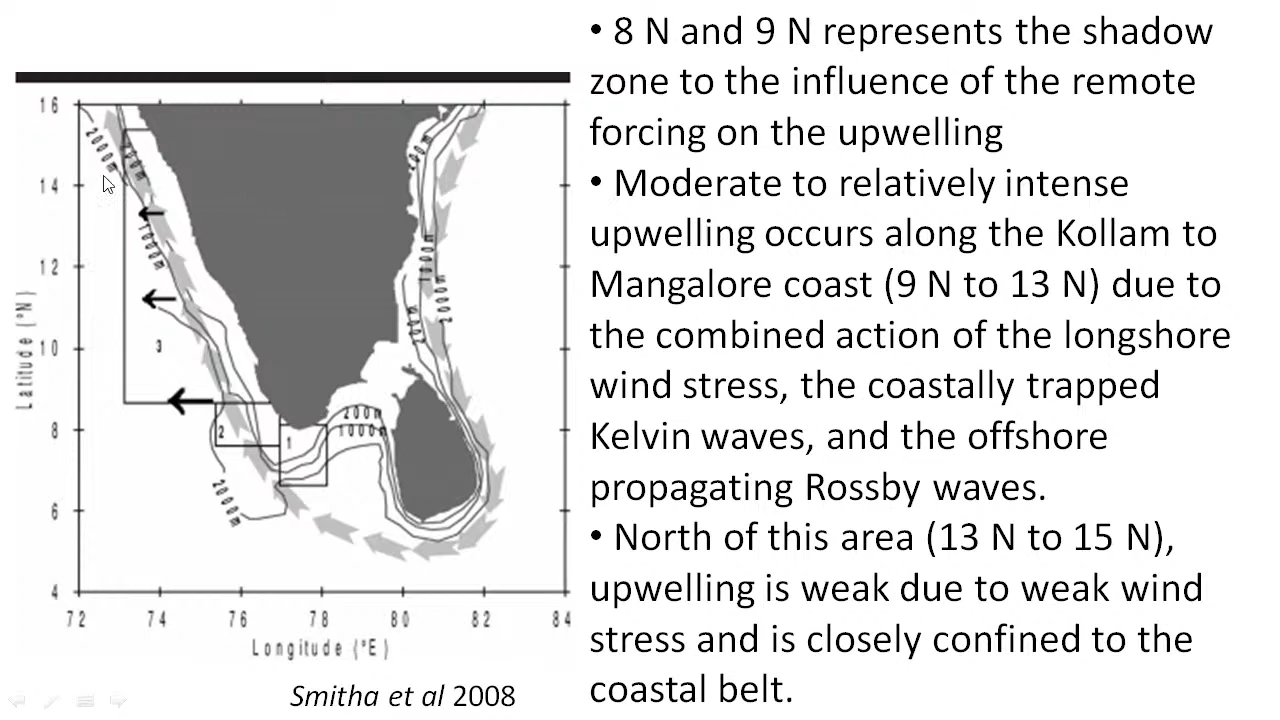 • 8 N and 9 N represents the shadow
zone to the influence of the remote
forcing on the upwelling
• Moderate to relatively intense
upwelling occurs along the Kollam to
Mangalore coast (9 N to 13 N) due to
the combined action of the longshore
wind stress, the coastally trapped
Kelvin waves, and the offshore
propagating Rossby waves.
• North of this area (13 N to 15 N),
upwelling is weak due to weak wind
stress and is closely confined to the
coastal belt.
16
14
12
10
8
6
4
Latitude (°N)
2000m
1000m
3
2
1
200m
1000m
2000m
1000m
2000m
72 74 76 78 80 82 84
Longitude (°E)
Smitha et al 2008